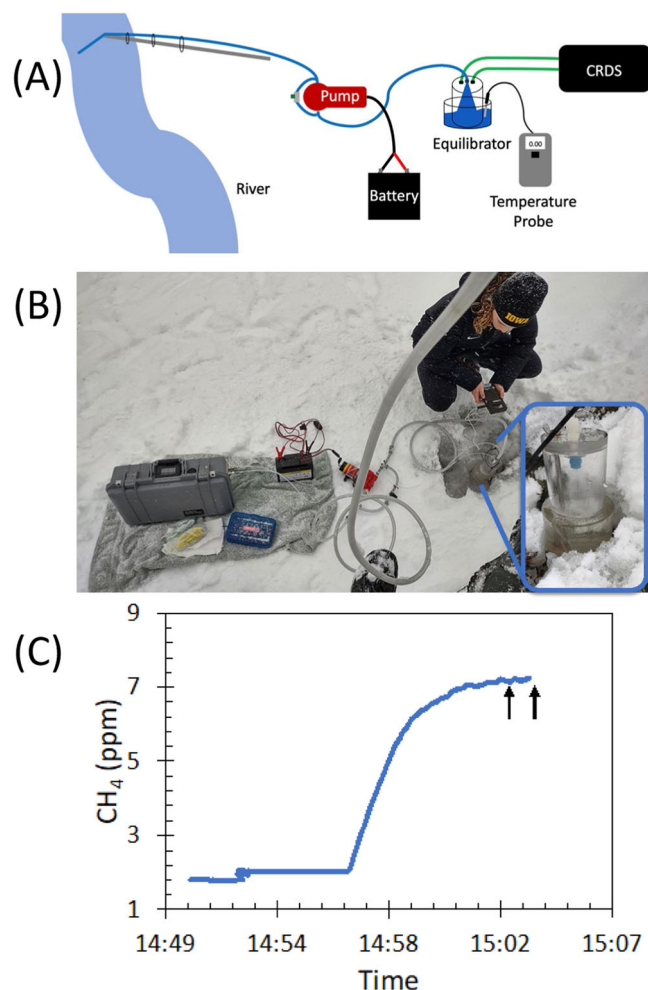 (A)
River
Pump
Battery
Equilibrator
CRDS
0.00
Temperature
Probe
(B)
IOWA
(C)
CH₄ (ppm)
9
7
5
3
1
14:49 14:54 14:58 15:02 15:07
Time